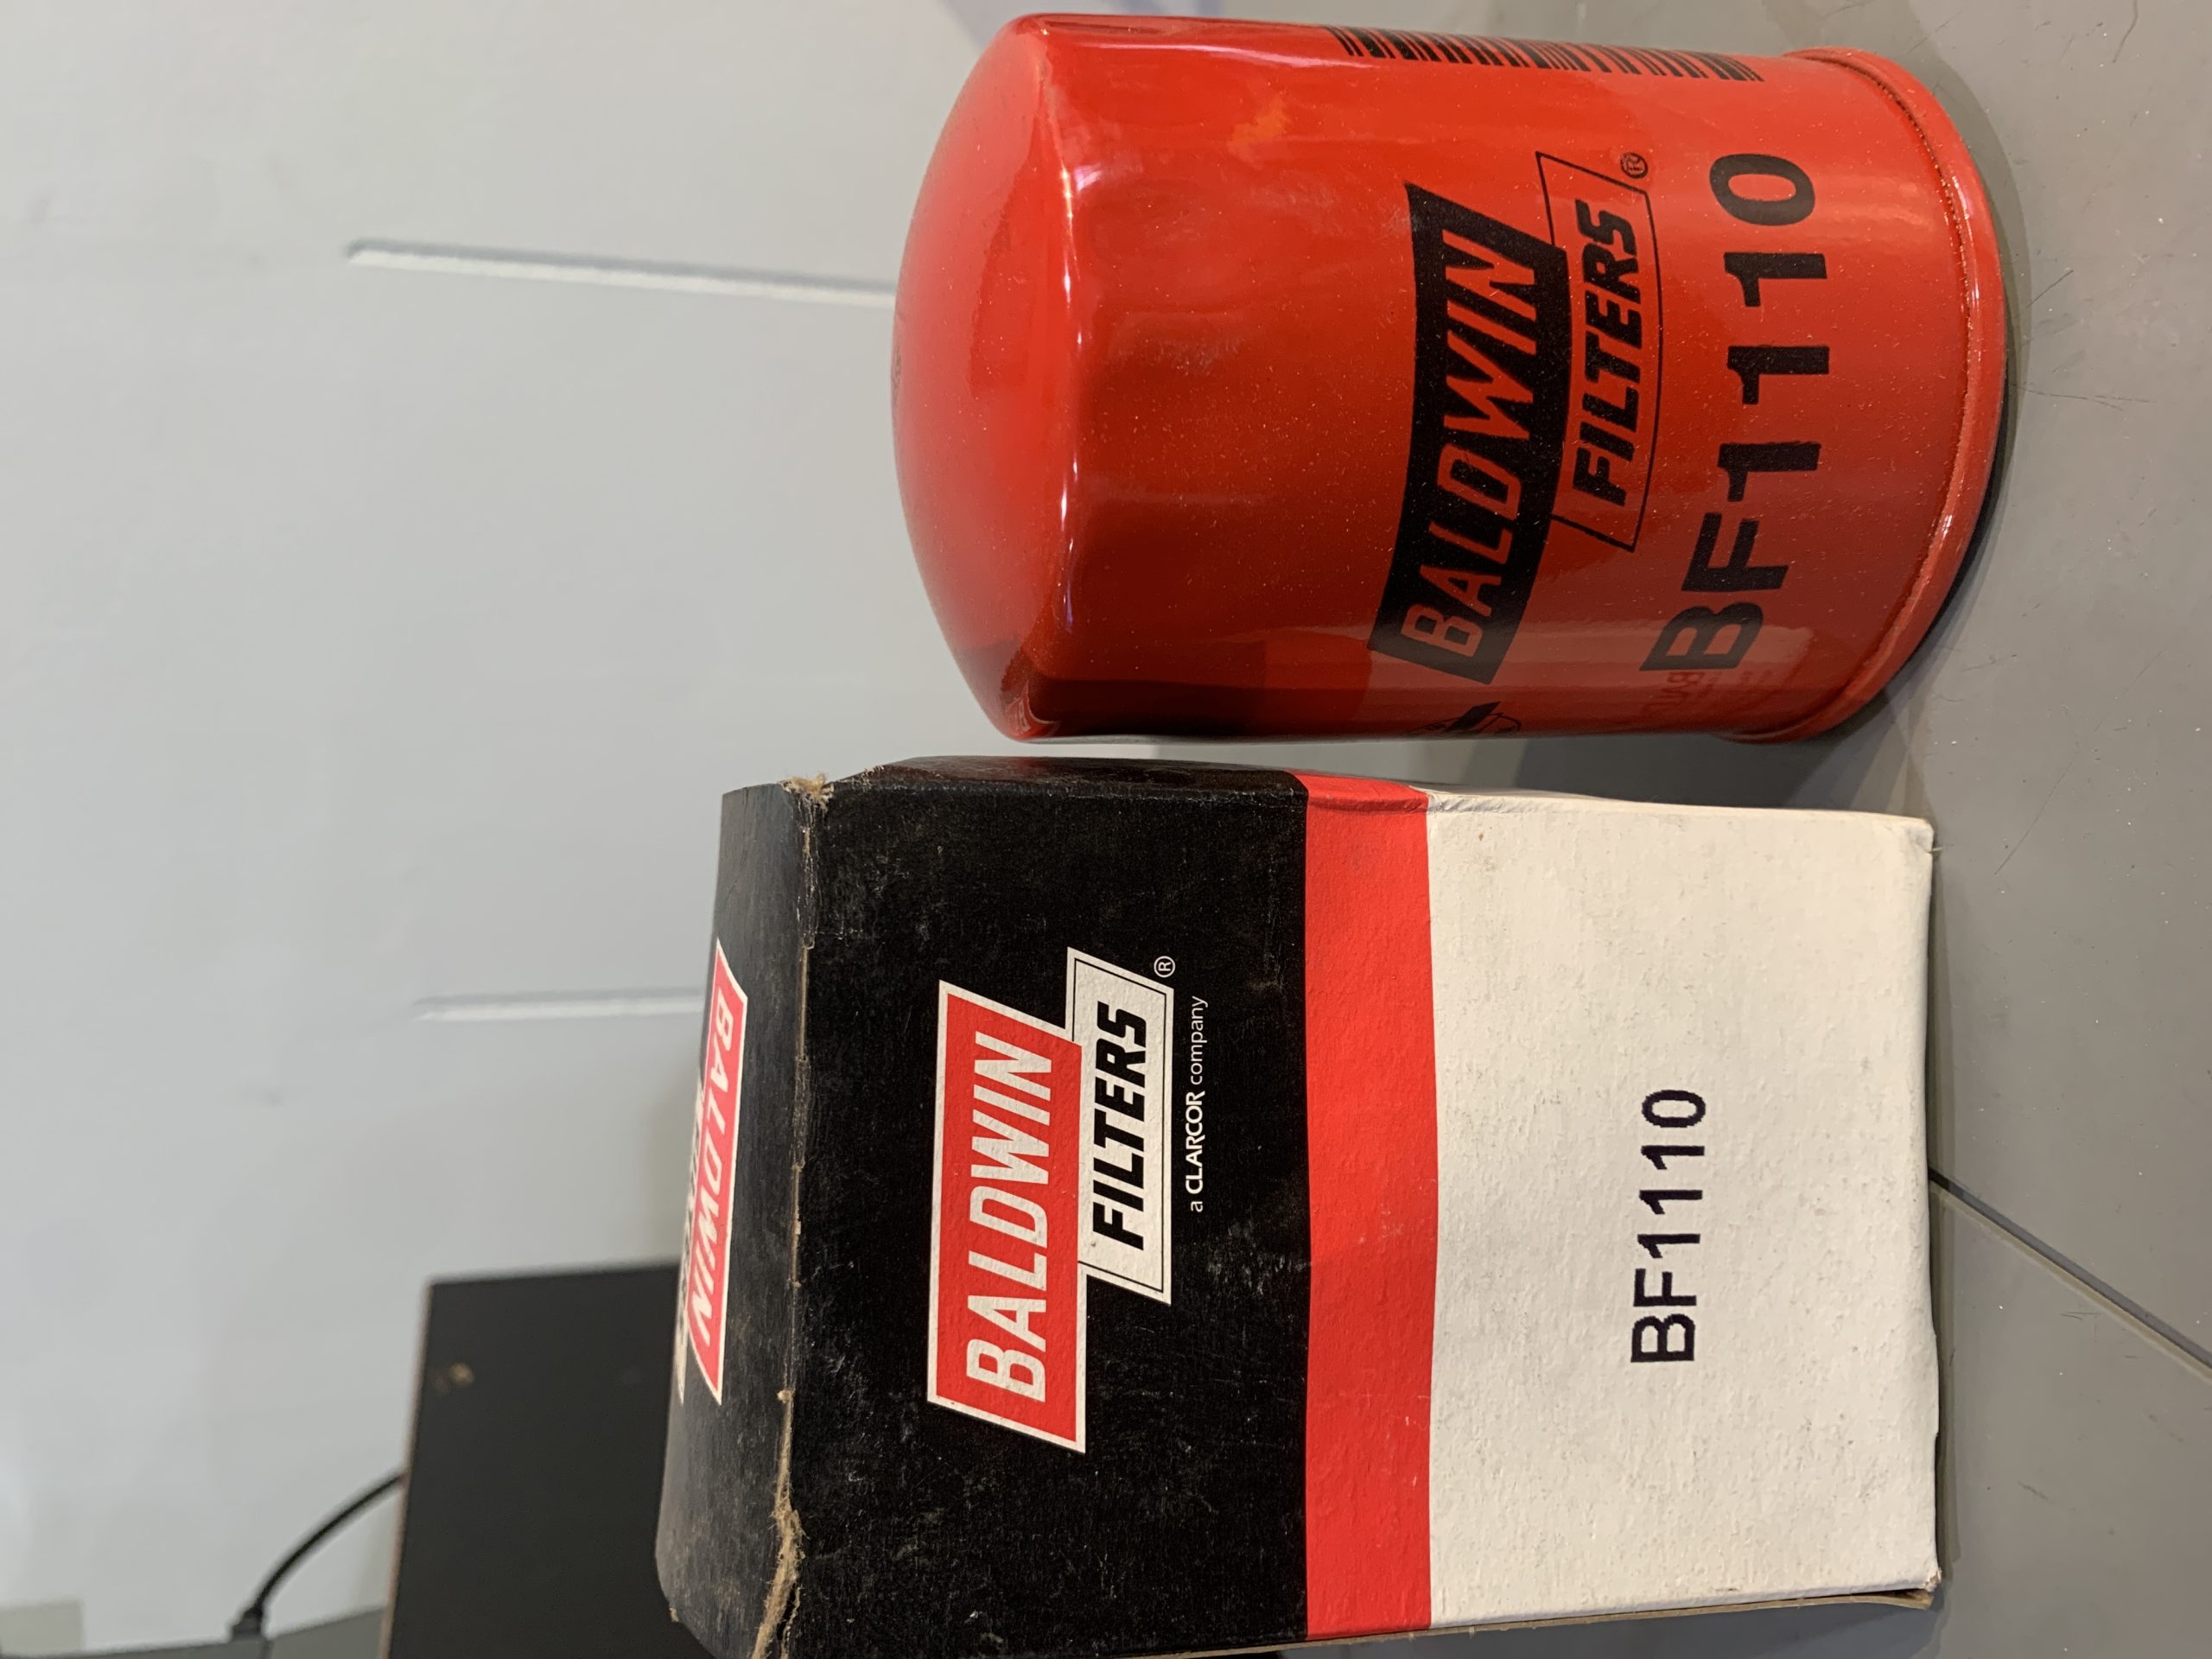 BALDWIN
BALDWIN
FILTERS®
a CLARCOR company
BF1110
BALDWIN
FILTERS®
BF1110